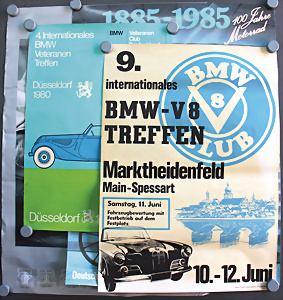 1885-1985
100 Jahre
Motorrad
4. Internationales
BMW
Veteranen
Treffen
Düsseldorf
1980
BMW
Veteranen
Club
Düsseldorf
Deutsc
9.
internationales
BMW-V8
TREFFEN
Marktheidenfeld
Main-Spessart
Samstag, 11. Juni
Fahrzeugbewertung mit
Festbetrieb auf dem
Festplatz
BMW
V
8
CLUB
10.-12. Juni